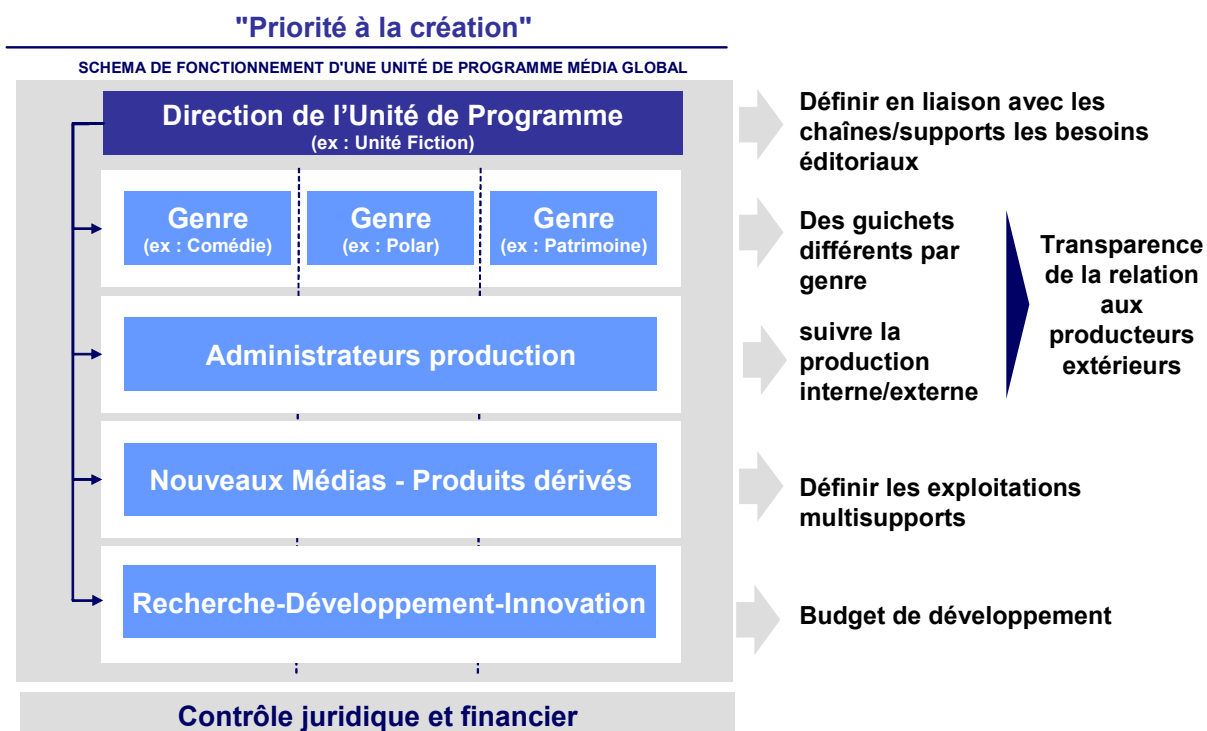 "Priorité à la création"
SCHEMA DE FONCTIONNEMENT D'UNE UNITÉ DE PROGRAMME MÉDIA GLOBAL
Direction de l'Unité de Programme
(ex : Unité Fiction)
Définir en liaison avec les
chaînes/supports les besoins
éditoriaux
Genre
(ex : Comédie)
Genre
(ex : Polar)
Genre
(ex : Patrimoine)
Des guichets
différents par
genre
Administrateurs production
suivre la
production
interne/externe
Transparence
de la relation
aux
producteurs
extérieurs
Nouveaux Médias - Produits dérivés
Définir les exploitations
multisupports
Recherche-Développement-Innovation
Budget de développement
Contrôle juridique et financier